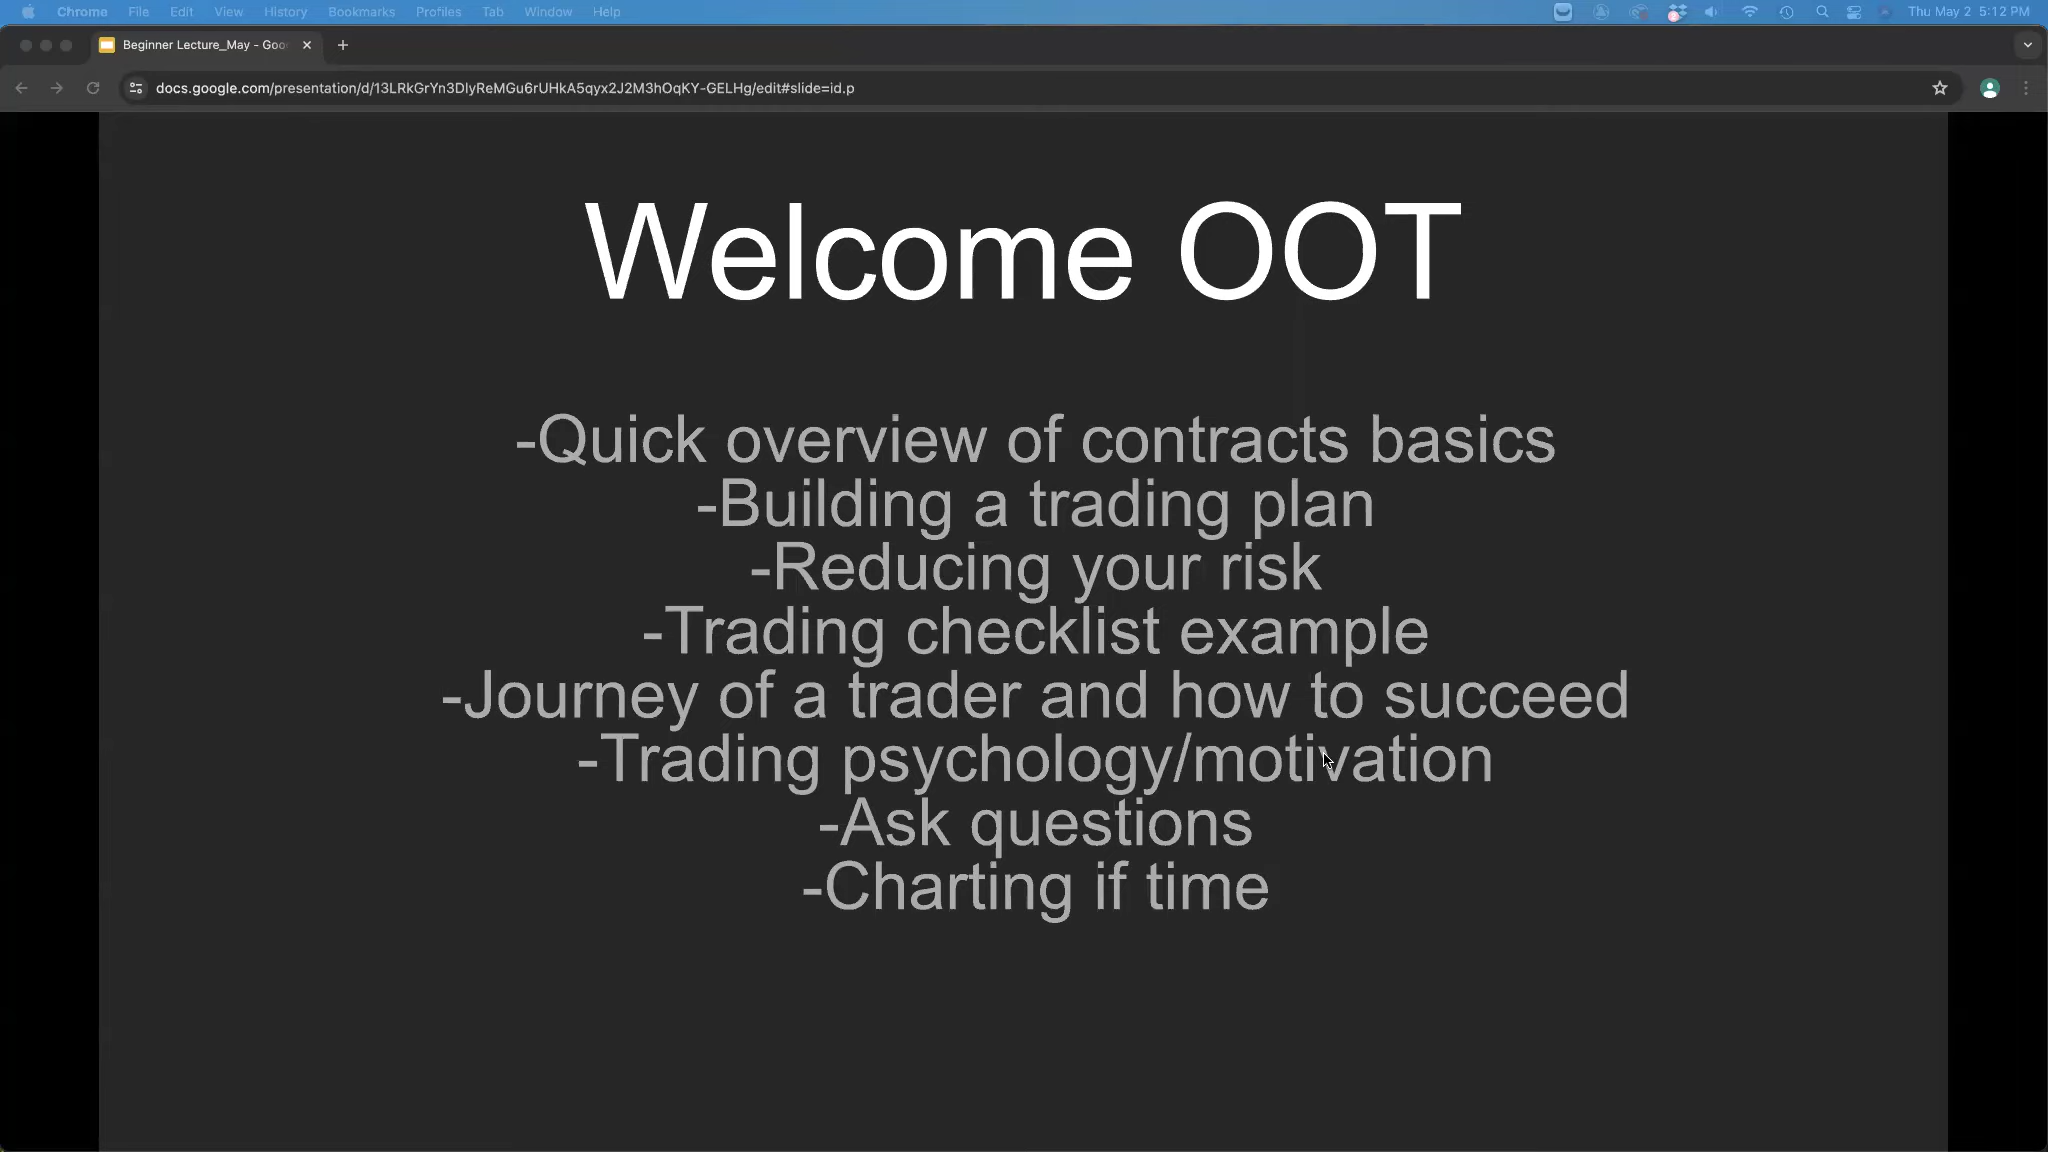 Chrome File Edit View History Bookmarks Profiles Tab Window Help Thu May 2 5:12 PM
Beginner Lecture_May - Goo
docs.google.com/presentation/d/13LRkGrYn3DlyReMGu6rUHkA5qyx2J2M3hOqKY-GELHg/edit#slide=id.p
Welcome OOT
-Quick overview of contracts basics
-Building a trading plan
-Reducing your risk
-Trading checklist example
-Journey of a trader and how to succeed
-Trading psychology/motivation
-Ask questions
-Charting if time